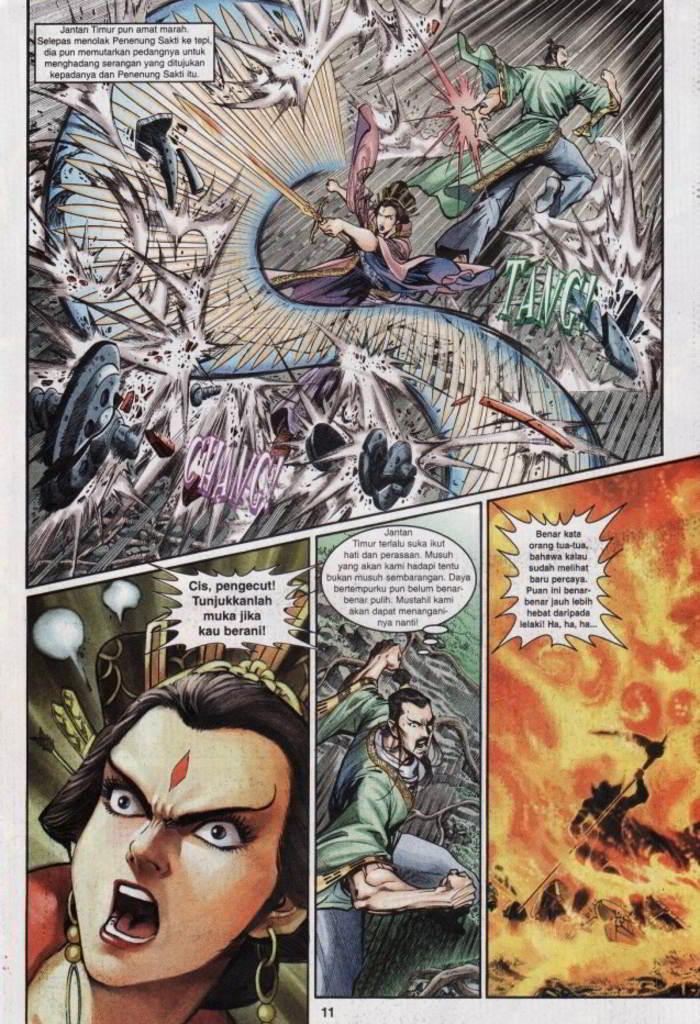 Jantan Timur pun amat marah.
Selepas menolak Penenung Sakti ke tepi,
dia pun memutarkan pedangnya untuk
menghadang serangan yang ditujukan
kepadanya dan Penenung Sakti itu.
TANG!
CHANG!
Cis, pengecut!
Tunjukkanlah
muka jika
kau berani!
Jantan
Timur terlalu suka ikut
hati dan perasaan. Musuh
yang akan kami hadapi tentu
bukan musuh sembarangan. Daya
bertempurku pun belum benar-
benar pulih. Mustahil kami
akan dapat menangani-
nya nanti!
Benar kata
orang tua-tua,
bahawa kalau
sudah melihat
baru percaya.
Puan ini benar-
benar jauh lebih
hebat daripada
lelaki! Ha, ha, ha...
11